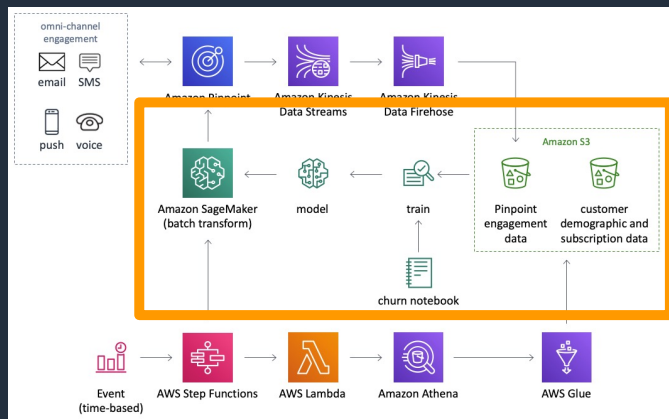 omni-channel
engagement
email SMS
push voice
Amazon Pinpoint
Amazon Kinesis
Data Streams
Amazon Kinesis
Data Firehose
Amazon S3
Amazon SageMaker
(batch transform)
model
train
Pinpoint
engagement
data
customer
demographic and
subscription data
churn notebook
Event
(time-based)
AWS Step Functions
AWS Lambda
Amazon Athena
AWS Glue